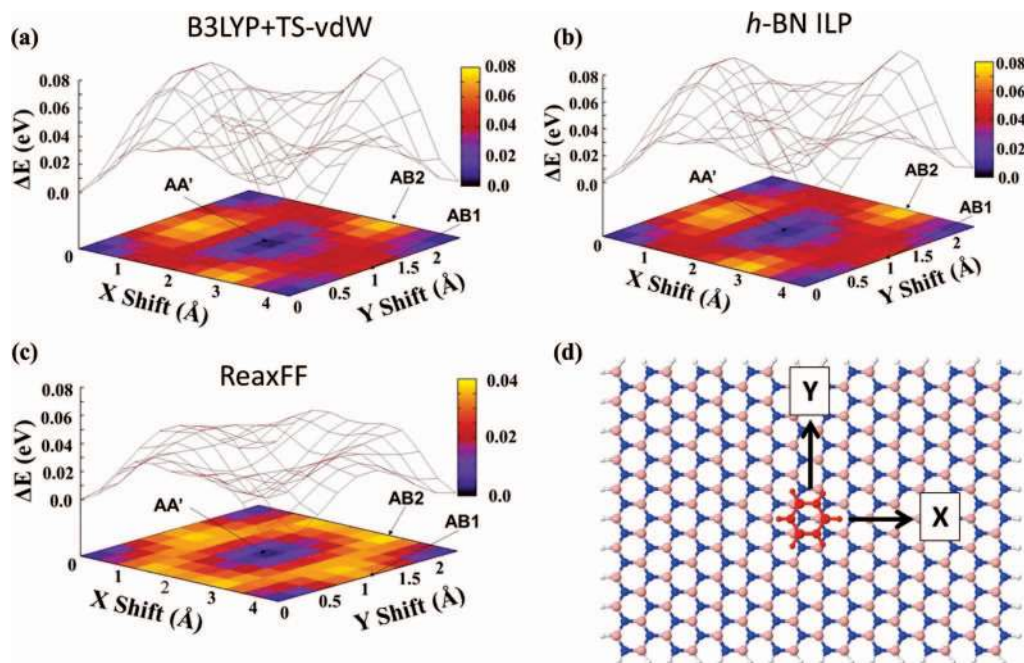 (a) B3LYP+TS-vdW
0.08
0.06
0.04
0.02
0.0
ΔE (eV)
0.08
0.06
0.04
0.02
0.0
AA'
AB2
AB1
0 1 2 3 4
X Shift (Å)
0 0.5 1 1.5 2
Y Shift (Å)
(b) h-BN ILP
0.08
0.06
0.04
0.02
0.0
ΔE (eV)
0.08
0.06
0.04
0.02
0.0
AA'
AB2
AB1
0 1 2 3 4
X Shift (Å)
0 0.5 1 1.5 2
Y Shift (Å)
(c) ReaxFF
0.08
0.06
0.04
0.02
0.0
ΔE (eV)
0.04
0.02
0.0
AA'
AB2
AB1
0 1 2 3 4
X Shift (Å)
0 0.5 1 1.5 2
Y Shift (Å)
(d)
Y
X